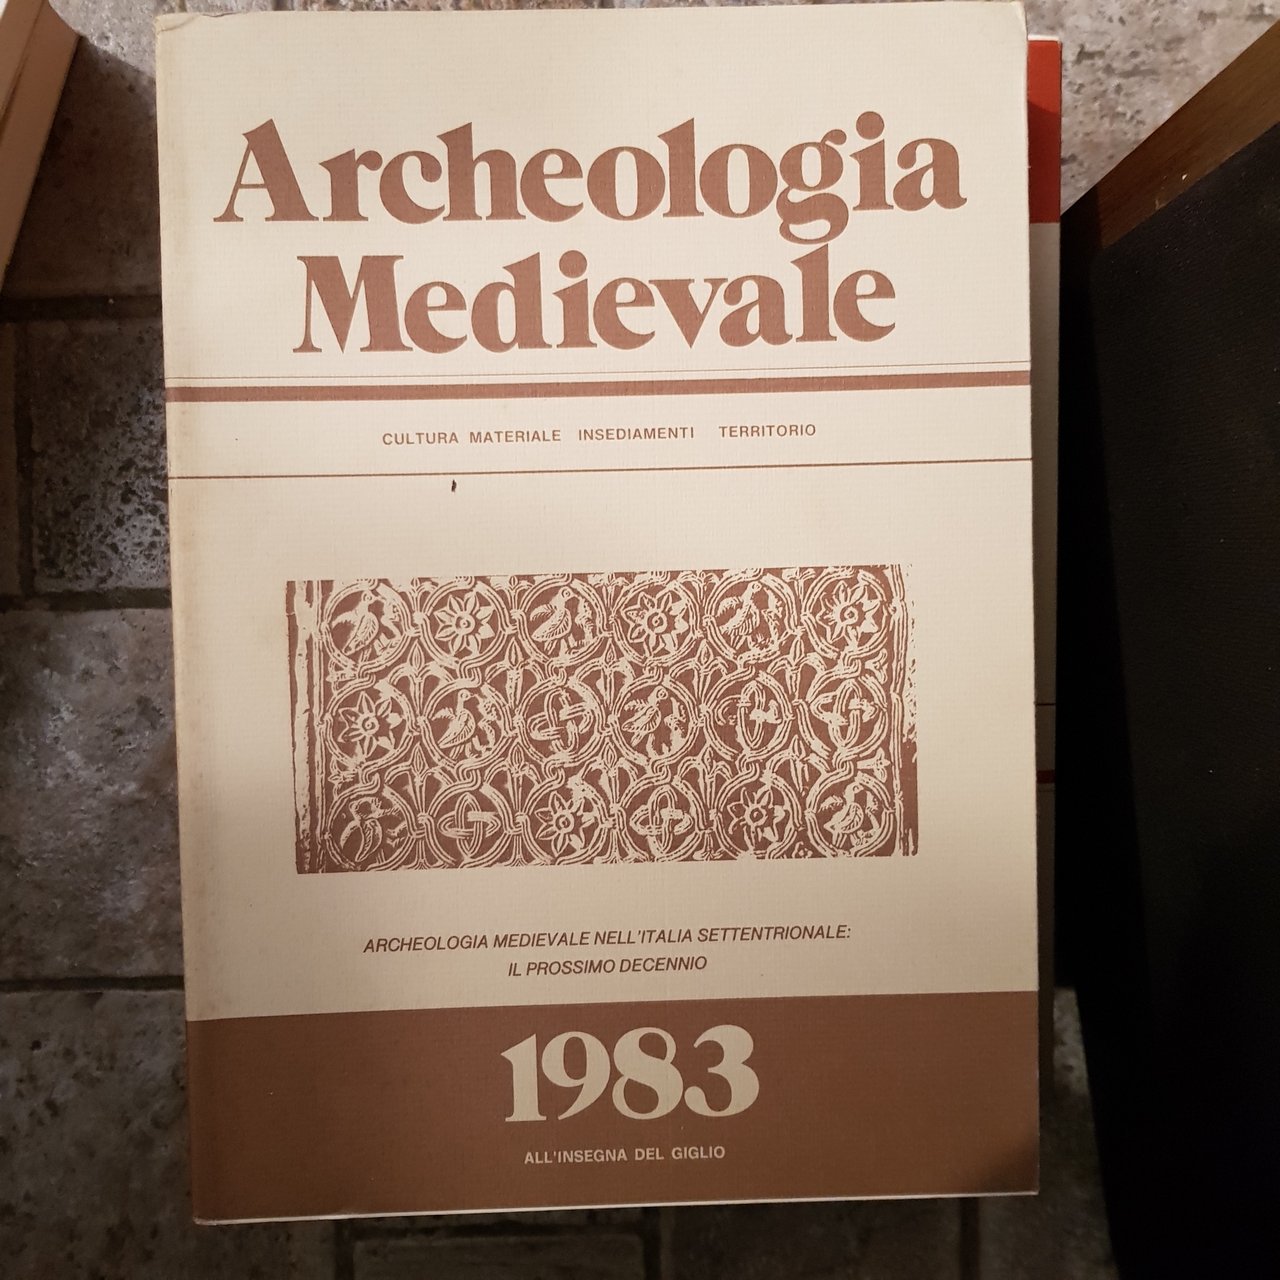 Archeologia
Medievale
CULTURA MATERIALE INSEDIAMENTI TERRITORIO
ARCHEOLOGIA MEDIEVALE NELL'ITALIA SETTENTRIONALE:
IL PROSSIMO DECENNIO
1983
ALL'INSEGNA DEL GIGLIO